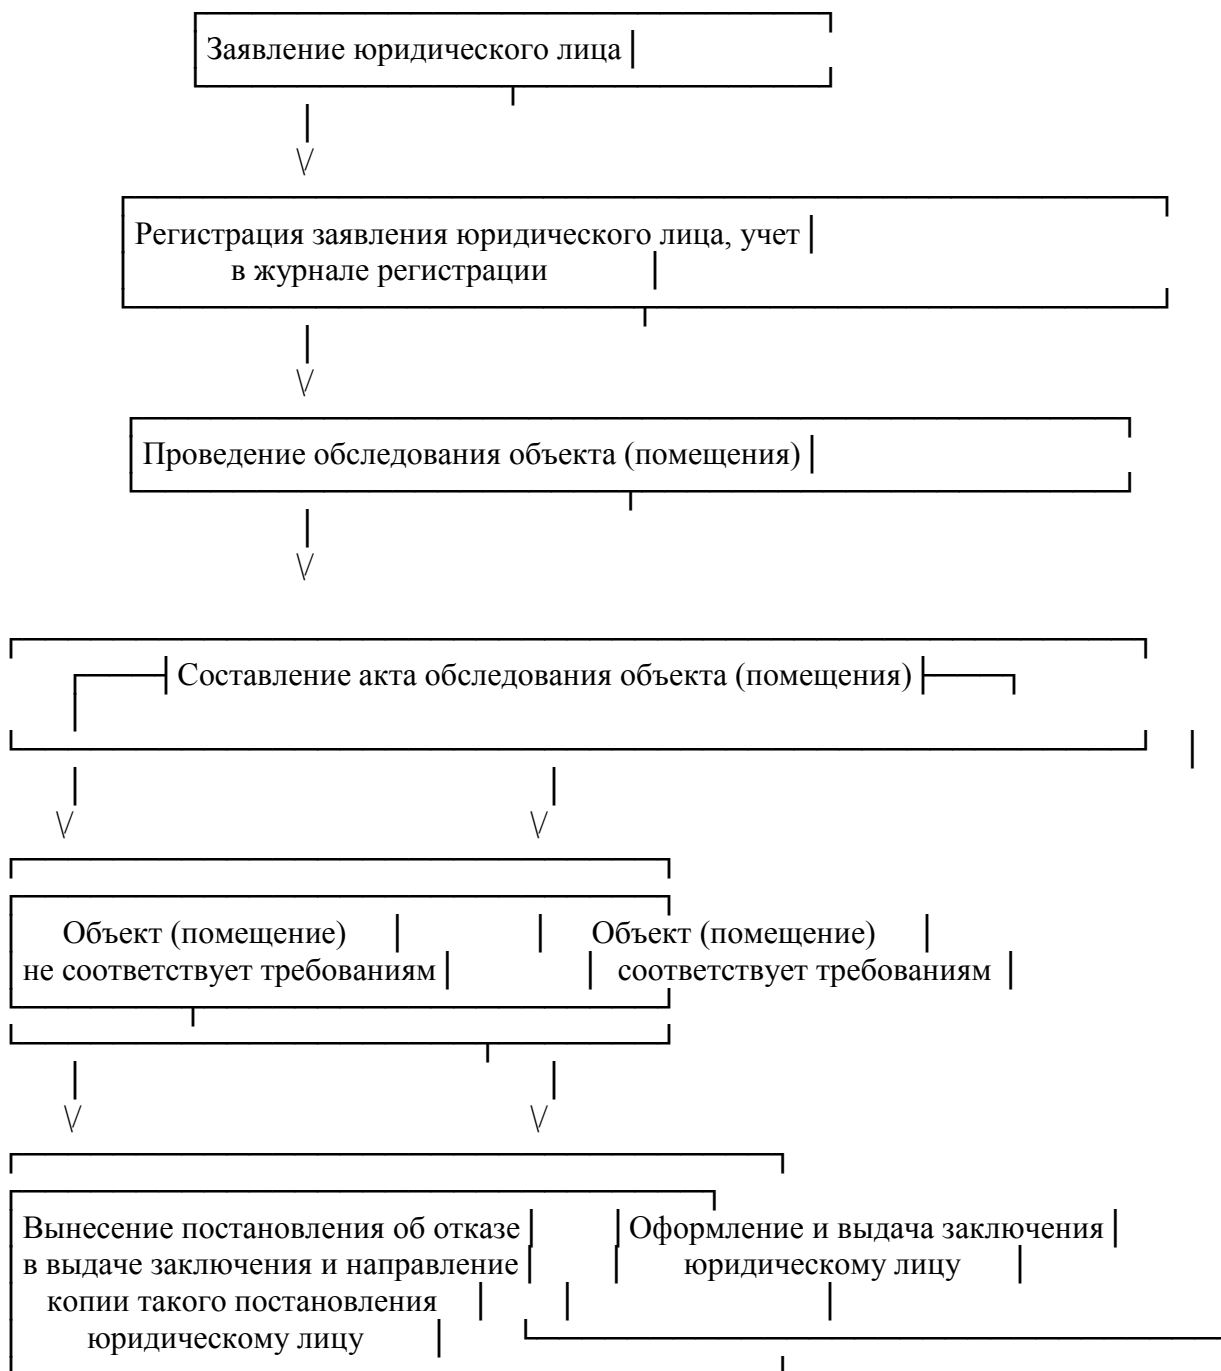 Заявление юридического лица
Регистрация заявления юридического лица, учет
в журнале регистрации
Проведение обследования объекта (помещения)
Составление акта обследования объекта (помещения)
Объект (помещение) Объект (помещение)
не соответствует требованиям соответствует требованиям
Вынесение постановления об отказе Оформление и выдача заключения
в выдаче заключения и направление юридическому лицу
копии такого постановления
юридическому лицу